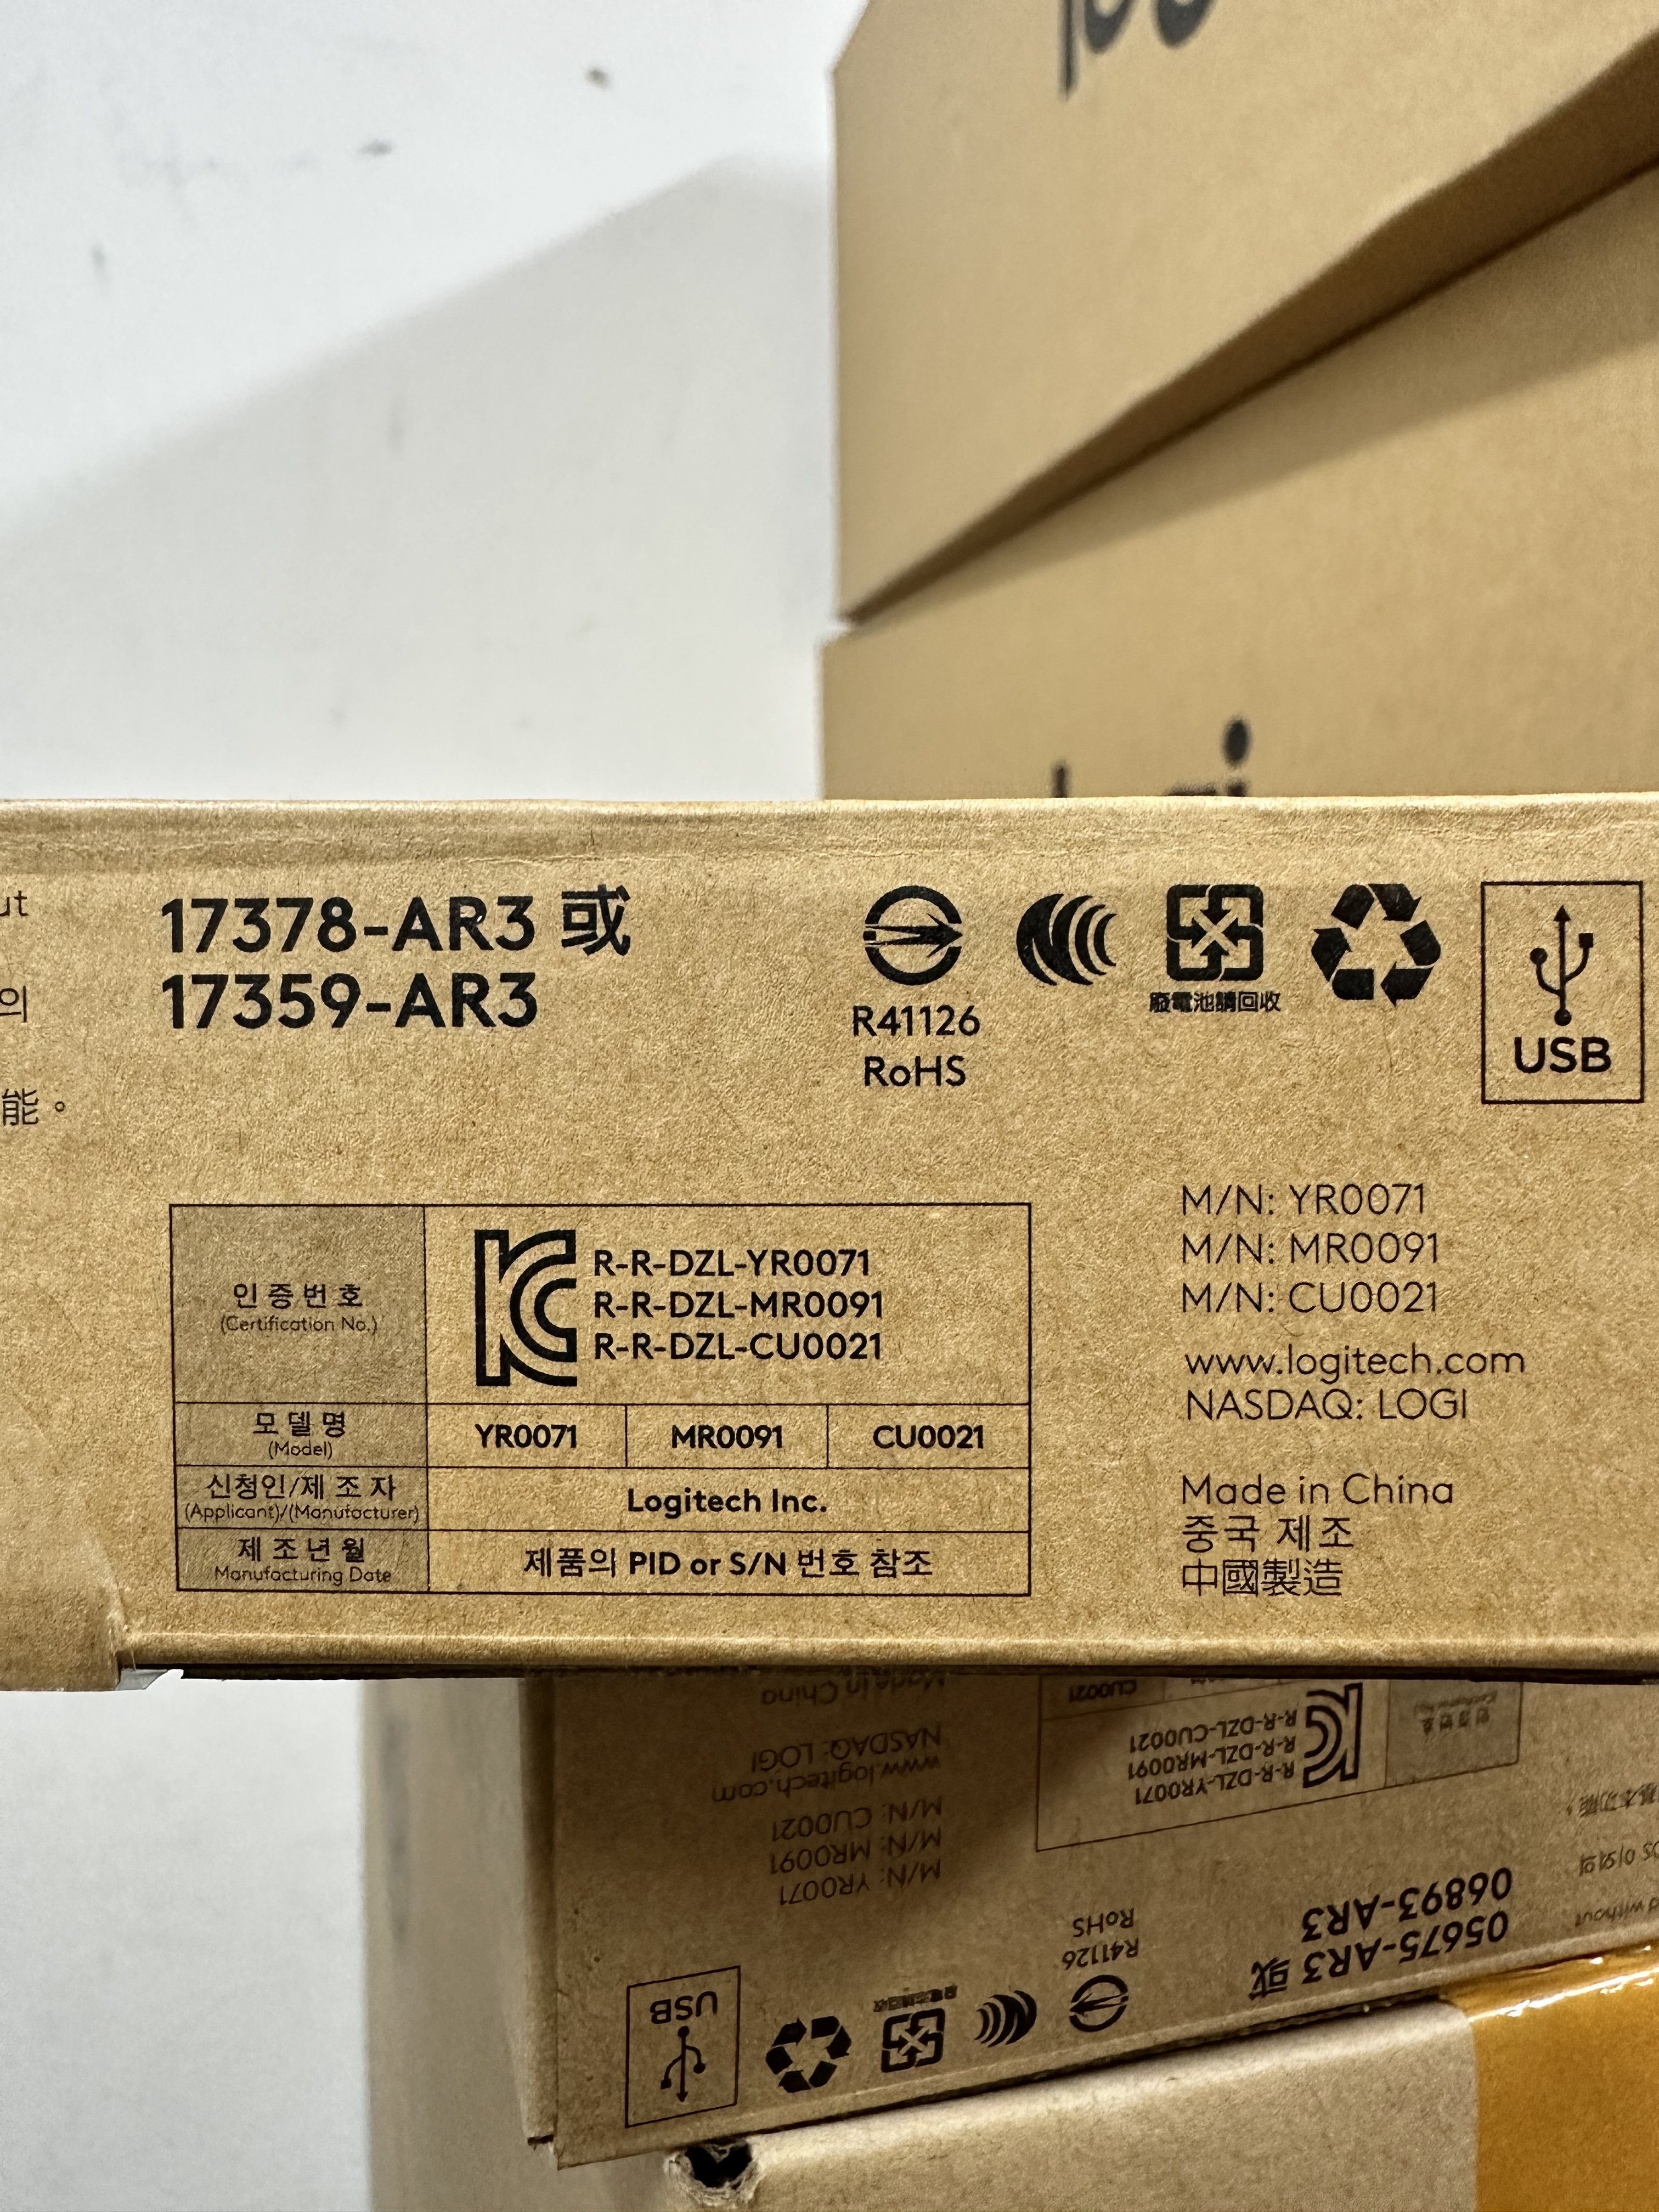 17378-AR3 或
17359-AR3
能。
R41126
RoHS
廢電池請回收
USB
인증번호
(Certification No.)
R-R-DZL-YR0071
R-R-DZL-MR0091
R-R-DZL-CU0021
모델명
(Model)
YR0071 MR0091 CU0021
신청인/제조자
(Applicant)/(Manufacturer)
Logitech Inc.
제조년월
Manufacturing Date
제품의 PID or S/N 번호 참조
M/N: YR0071
M/N: MR0091
M/N: CU0021
www.logitech.com
NASDAQ: LOGI
Made in China
중국 제조
中國製造
05675-AR3 或
06893-AR3
R41126
RoHS
USB
M/N: YR0071
M/N: MR0091
M/N: CU0021
www.logitech.com
NASDAQ: LOGI
Made in China
인증번호
R-R-DZL-YR0071
R-R-DZL-MR0091
R-R-DZL-CU0021
CU0021